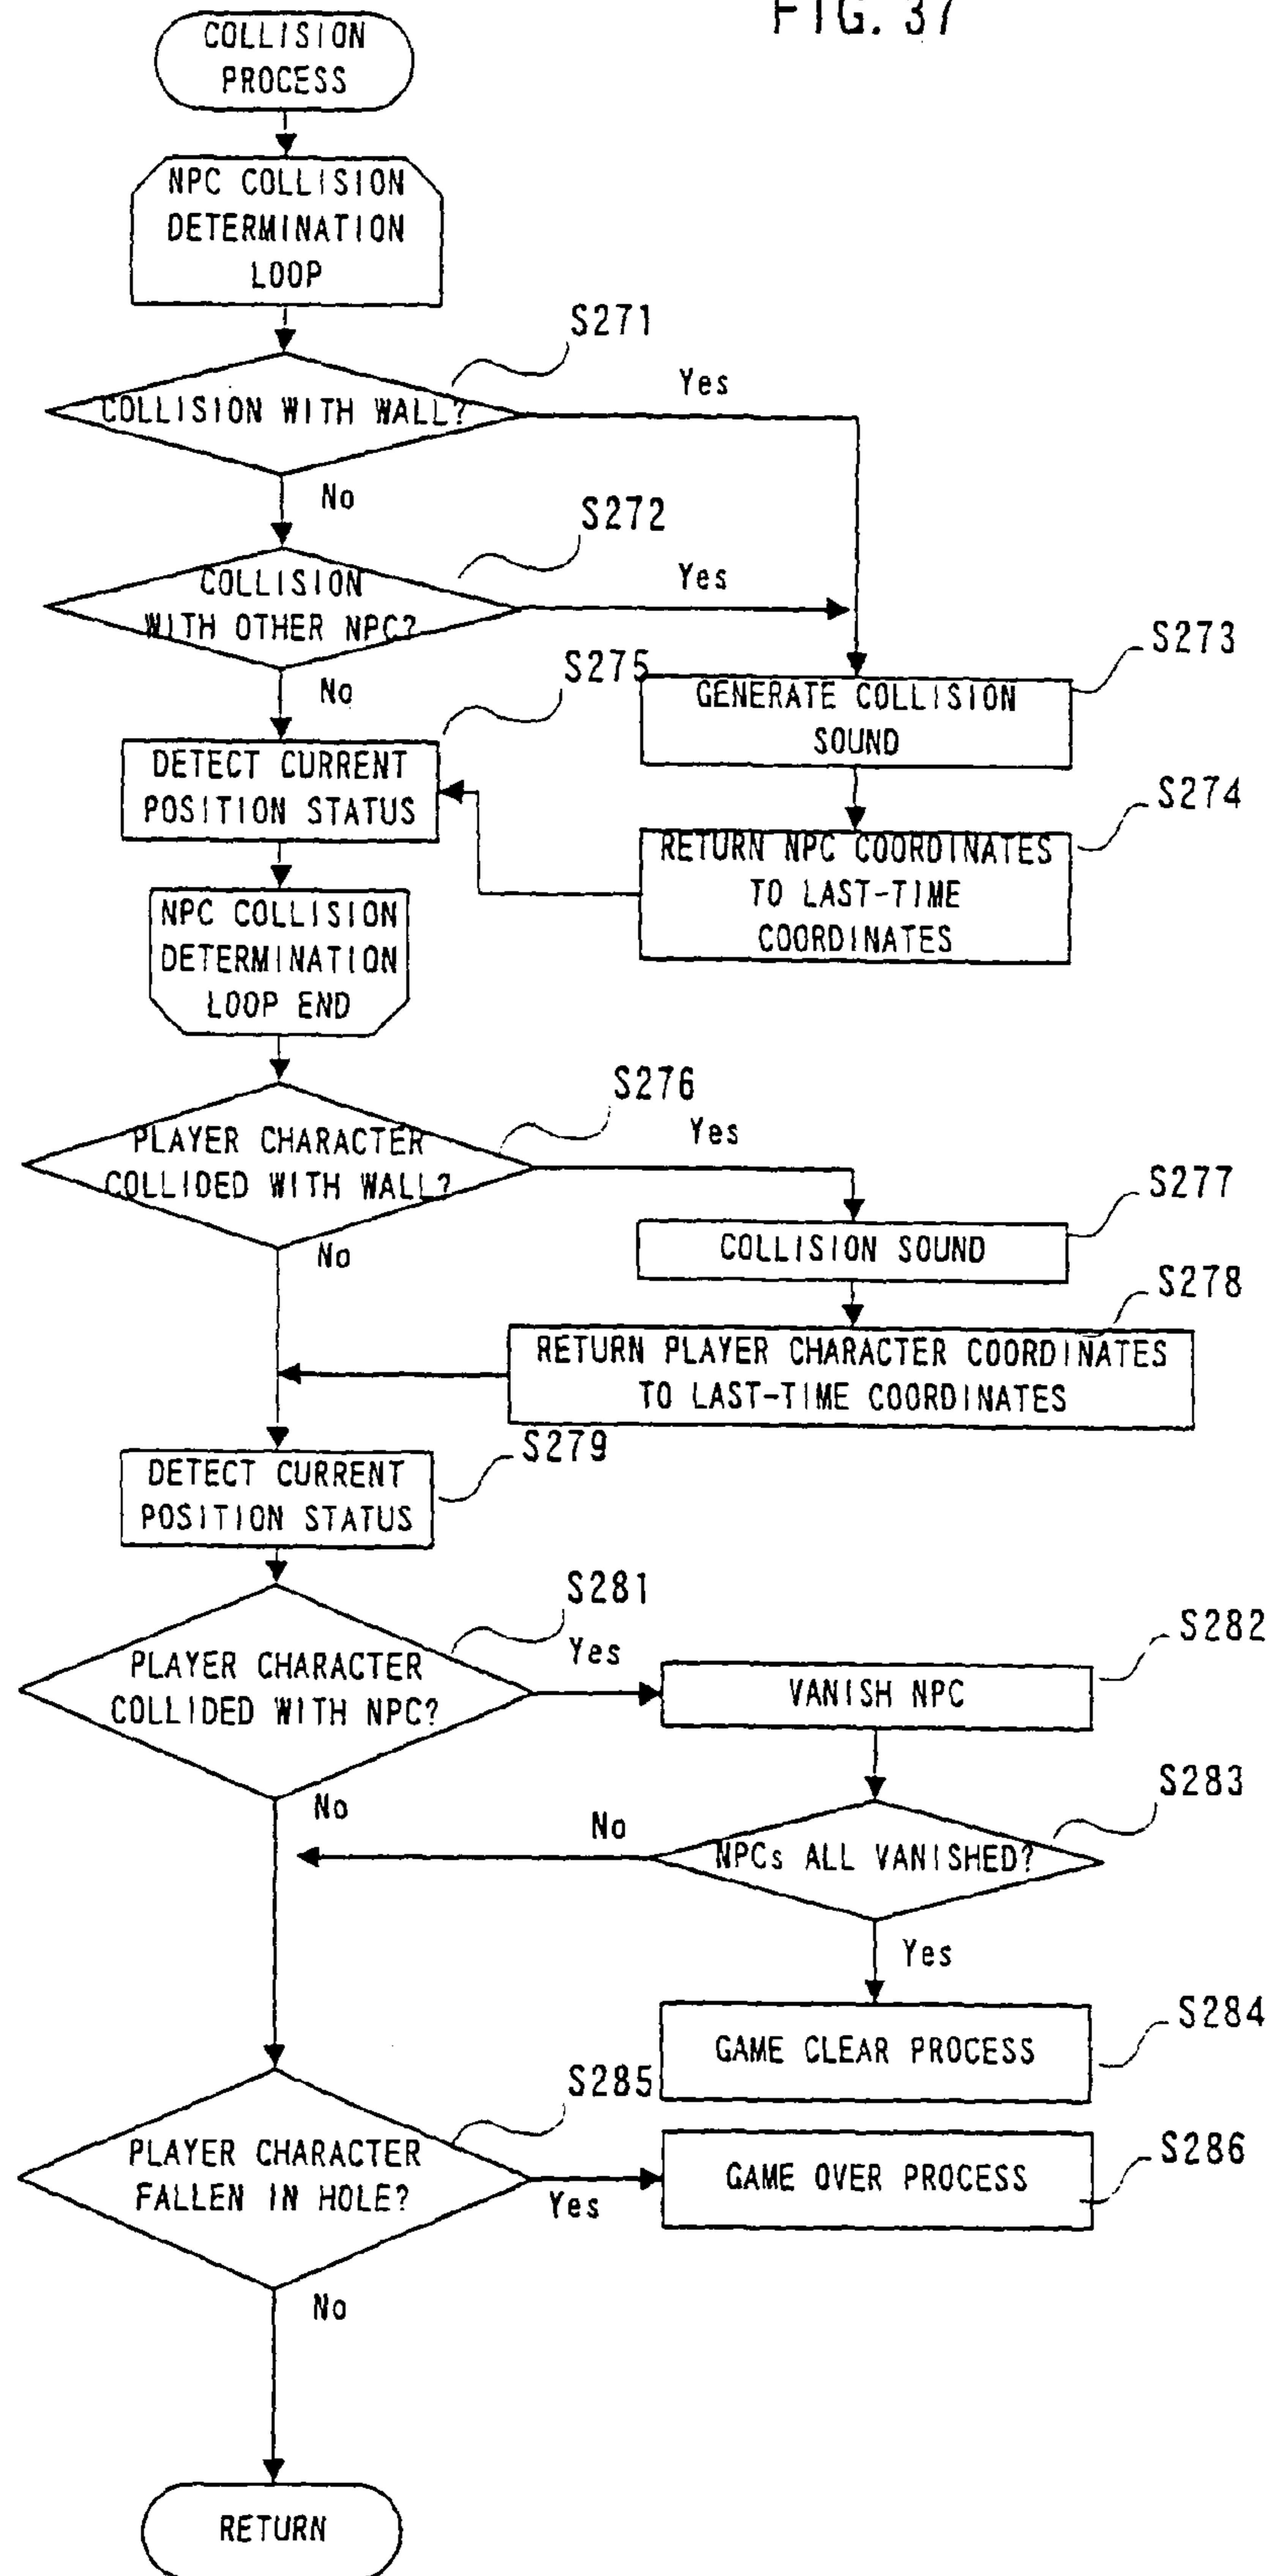 FIG. 37
COLLISION
PROCESS
NPC COLLISION
DETERMINATION
LOOP
S271
COLLISION WITH WALL?
Yes
No
S272
COLLISION
WITH OTHER NPC?
Yes
No
S273
GENERATE COLLISION
SOUND
S275
DETECT CURRENT
POSITION STATUS
S274
RETURN NPC COORDINATES
TO LAST-TIME
COORDINATES
NPC COLLISION
DETERMINATION
LOOP END
S276
PLAYER CHARACTER
COLLIDED WITH WALL?
Yes
No
S277
COLLISION SOUND
S278
RETURN PLAYER CHARACTER COORDINATES
TO LAST-TIME COORDINATES
S279
DETECT CURRENT
POSITION STATUS
S281
PLAYER CHARACTER
COLLIDED WITH NPC?
Yes
No
S282
VANISH NPC
S283
NPCs ALL VANISHED?
No
Yes
S284
GAME CLEAR PROCESS
S285
PLAYER CHARACTER
FALLEN IN HOLE?
Yes
No
S286
GAME OVER PROCESS
RETURN